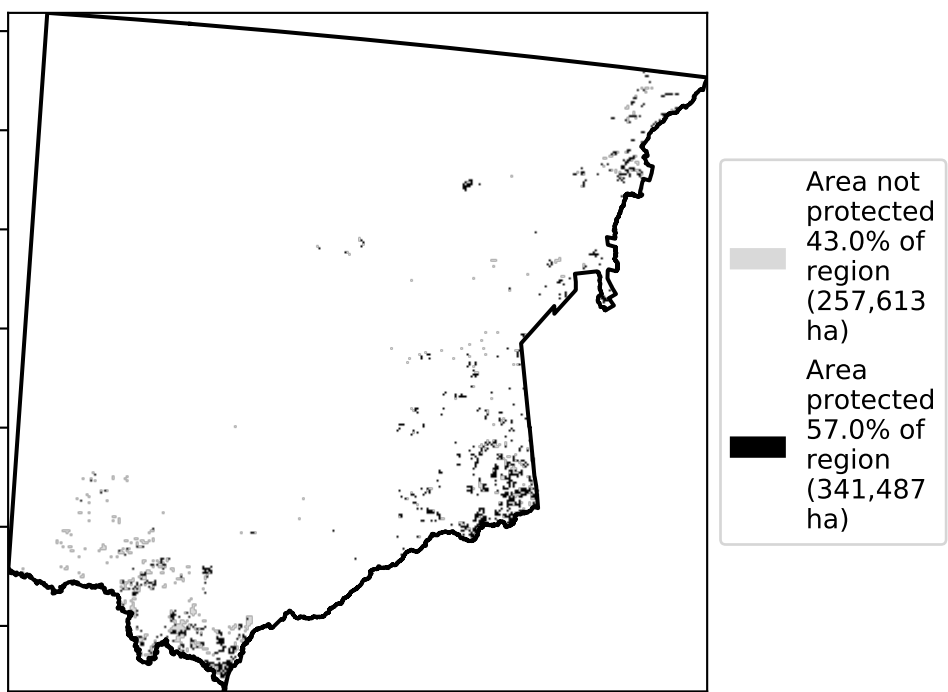 Area not
protected
43.0% of
region
(257,613
ha)
Area
protected
57.0% of
region
(341,487
ha)